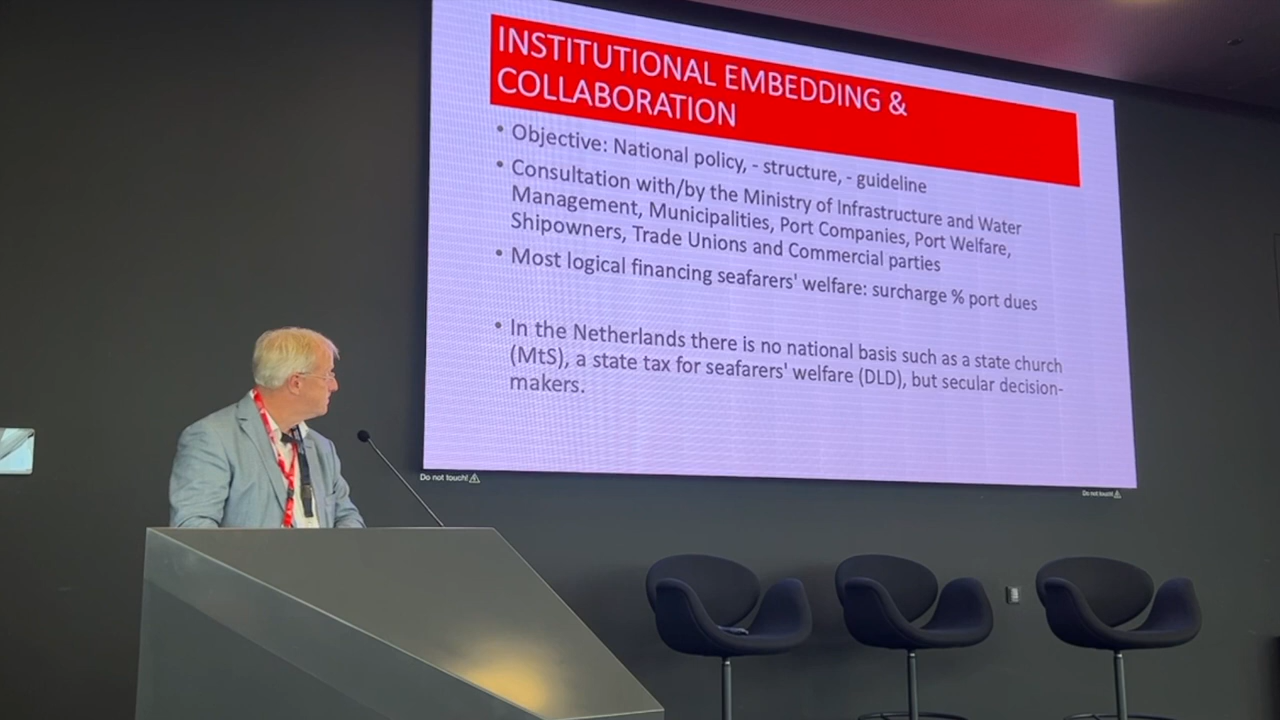 INSTITUTIONAL EMBEDDING &
COLLABORATION
• Objective: National policy, - structure, - guideline
• Consultation with/by the Ministry of Infrastructure and Water
Management, Municipalities, Port Companies, Port Welfare,
Shipowners, Trade Unions and Commercial parties
• Most logical financing seafarers' welfare: surcharge % port dues
• In the Netherlands there is no national basis such as a state church
(MtS), a state tax for seafarers' welfare (DLD), but secular decision-
makers.
Do not touch!
Do not touch!